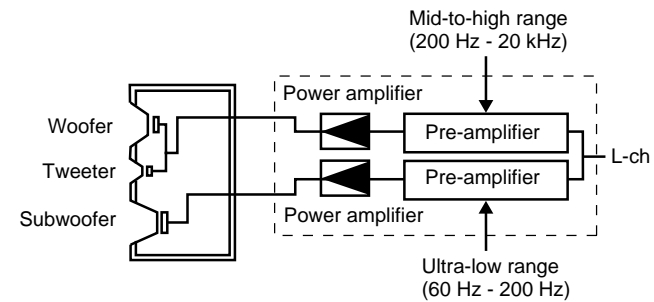 Mid-to-high range
(200 Hz - 20 kHz)
Power amplifier
Woofer
Pre-amplifier
Tweeter
L-ch
Pre-amplifier
Subwoofer
Power amplifier
Ultra-low range
(60 Hz - 200 Hz)